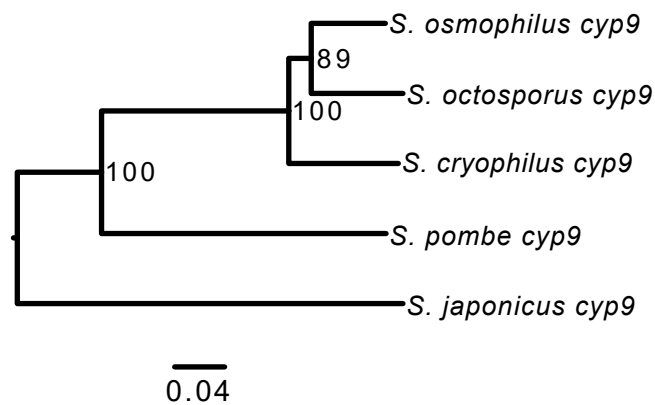 S. osmophilus cyp9
89
S. octosporus cyp9
100
S. cryophilus cyp9
100
S. pombe cyp9
S. japonicus cyp9
0.04